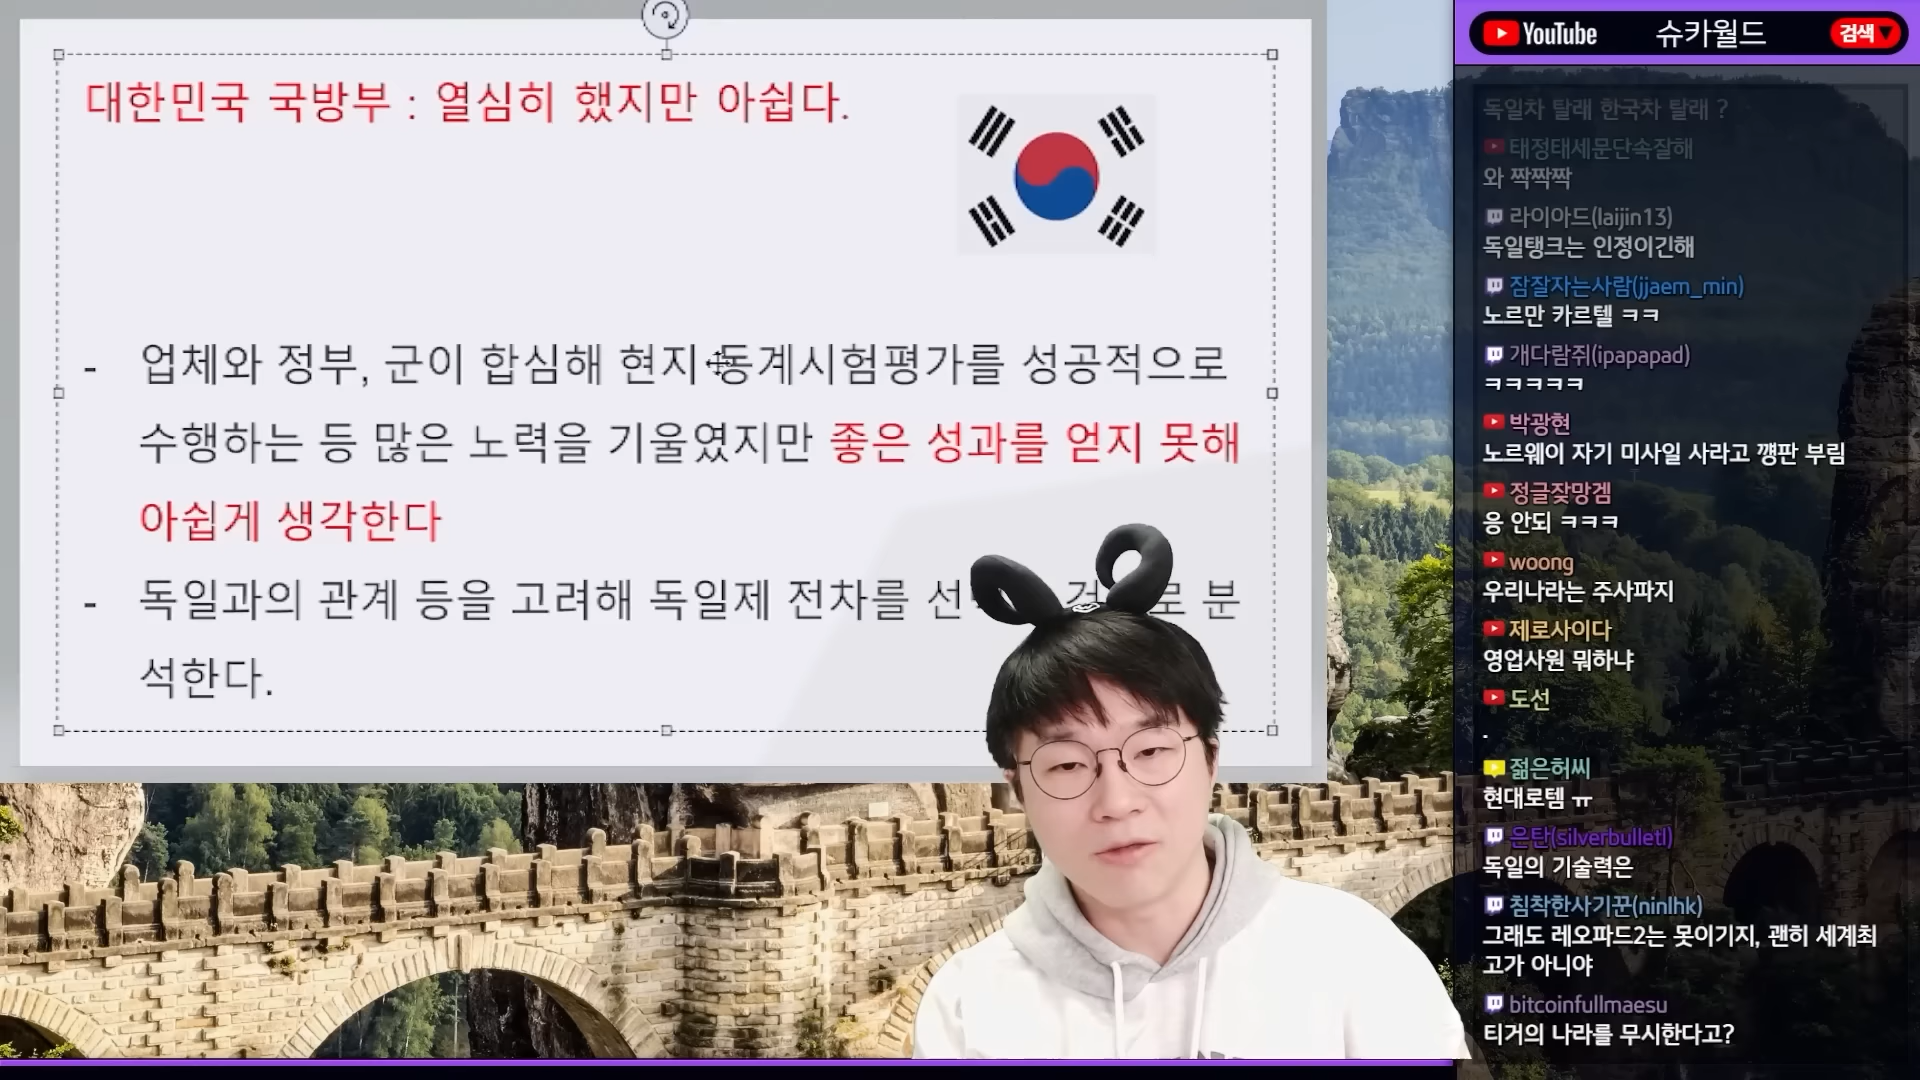 대한민국 국방부 : 열심히 했지만 아쉽다.
- 업체와 정부, 군이 합심해 현지 동계시험평가를 성공적으로
수행하는 등 많은 노력을 기울였지만 좋은 성과를 얻지 못해
아쉽게 생각한다
- 독일과의 관계 등을 고려해 독일제 전차를 분
석한다.
YouTube 슈카월드 검색
독일차 탈래 한국차 탈래 ?
태정태세문단속잘해
와 짝짝짝
라이아드(laijin13)
독일탱크는 인정이긴해
잠잘자는사람(jjaem_min)
노르만 카르텔 ㅋㅋ
개다람쥐(ipapapad)
ㅋㅋㅋㅋㅋ
박광현
노르웨이 자기 미사일 사라고 깽판 부림
정글잦망겜
응 안되 ㅋㅋㅋ
woong
우리나라는 주사파지
제로사이다
영업사원 뭐하냐
도선
.
젊은허씨
현대로템 ㅠ
은탄(silverbulletl)
독일의 기술력은
침착한사기꾼(ninlhk)
그래도 레오파드2는 못이기지, 괜히 세계최
고가 아니야
bitcoinfullmaesu
티거의 나라를 무시한다고?